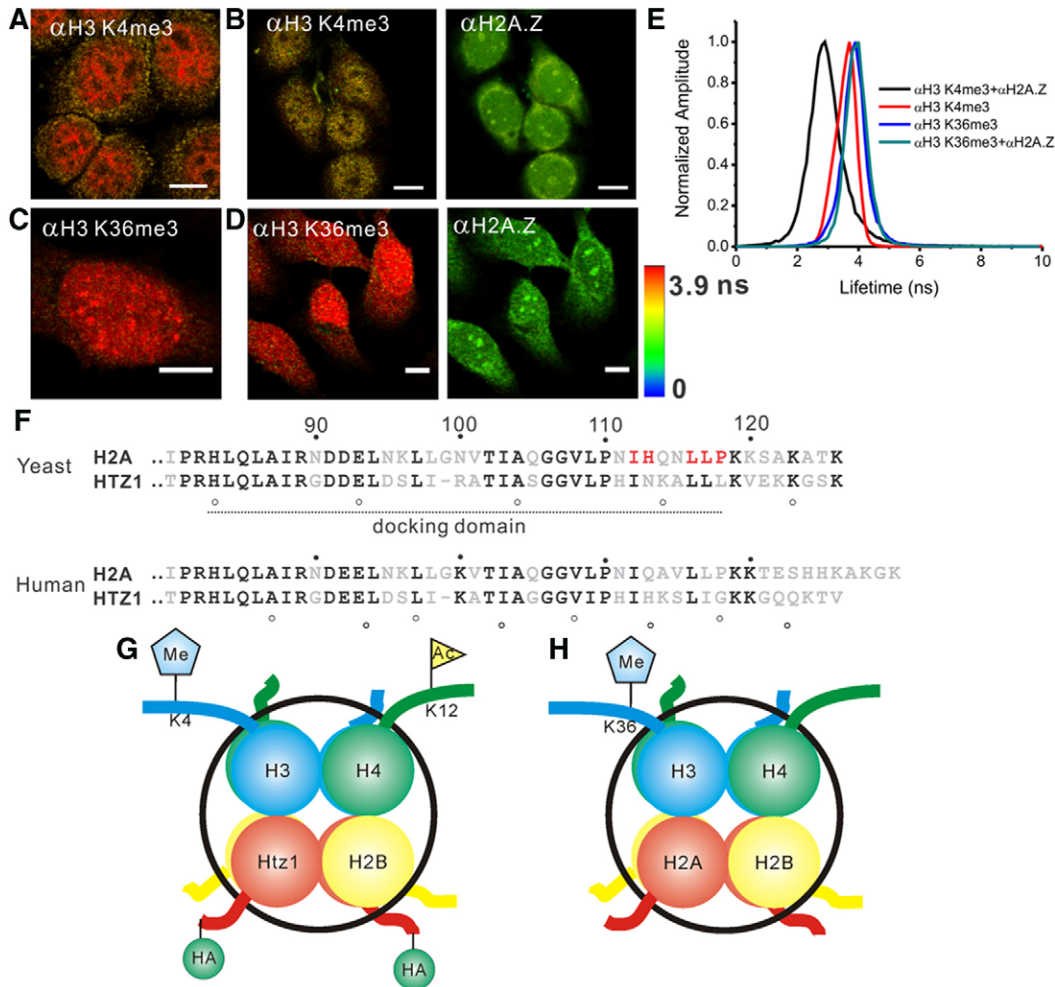 A αH3 K4me3
B αH3 K4me3
αH2A.Z
C αH3 K36me3
D αH3 K36me3
αH2A.Z
3.9 ns
0
E
Normalized Amplitude
1.0
0.8
0.6
0.4
0.2
0.0
0 2 4 6 8 10
Lifetime (ns)
αH3 K4me3+αH2A.Z
αH3 K4me3
αH3 K36me3
αH3 K36me3+αH2A.Z
F
90 100 110 120
Yeast
H2A ..IPRHLQLAIRNDDELNKLLGNVTIAQGGVLPNIHQNLLPKKSAKATK
HTZ1 ..TPRHLQLAIRGDDELDSLI-RATIASGGVLPHINKALLLKVEKKGSK
docking domain
Human
H2A ..IPRHLQLAIRNDEELNKLLGKVTIAQGGVLPNIQAVLLPKKTESHHKAKGK
HTZ1 ..TPRHLQLAIRGDEELDSLI-KATIAGGGVIPHIHKSLIGKKGQQKTV
G
Me
K4
Ac
K12
H3
H4
Htz1
H2B
HA
HA
H
Me
K36
H3
H4
H2A
H2B